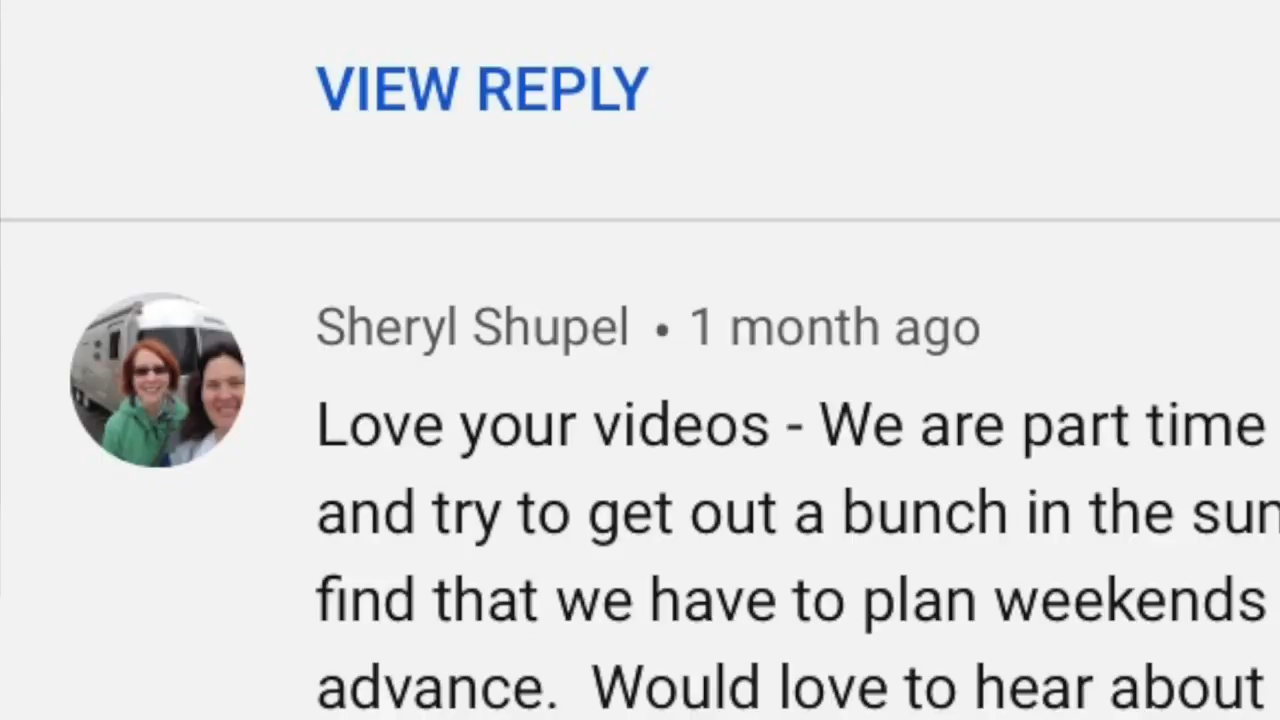 VIEW REPLY
Sheryl Shupel • 1 month ago
Love your videos - We are part time
and try to get out a bunch in the
find that we have to plan weekends
advance.  Would love to hear about